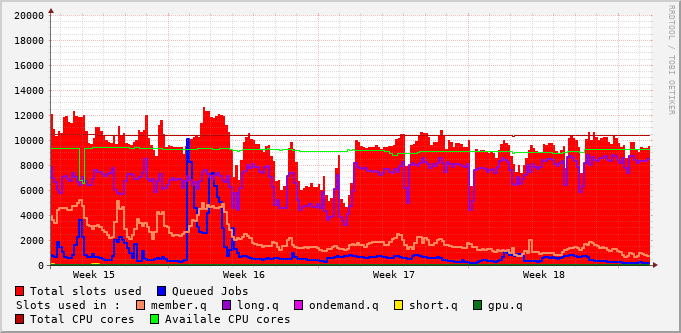 20000
18000
16000
14000
12000
10000
8000
6000
4000
2000
0
Week 15 Week 16 Week 17 Week 18
Total slots used Queued Jobs
Slots used in : member.q long.q ondemand.q short.q gpu.q
Total CPU cores Availale CPU cores
RRDTOOL / TOBI OETIKER